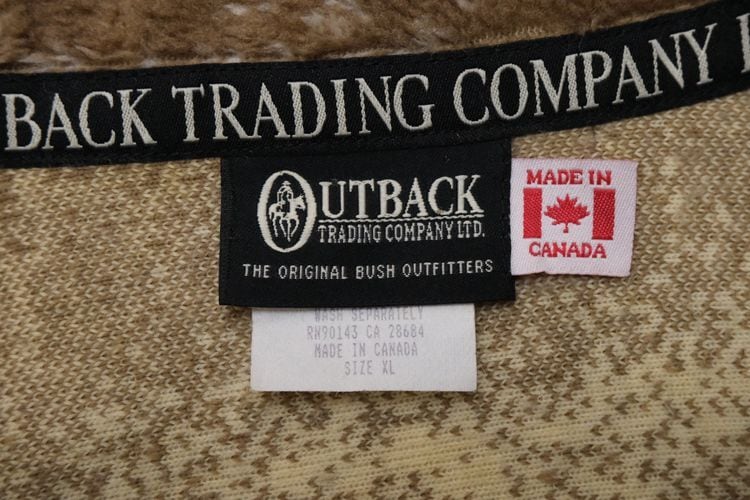 BACK TRADING COMPANY
OUTBACK
TRADING COMPANY LTD.
THE ORIGINAL BUSH OUTFITTERS
MADE IN
CANADA
WASH SEPARATELY
RN90143 CA 28684
MADE IN CANADA
SIZE XL